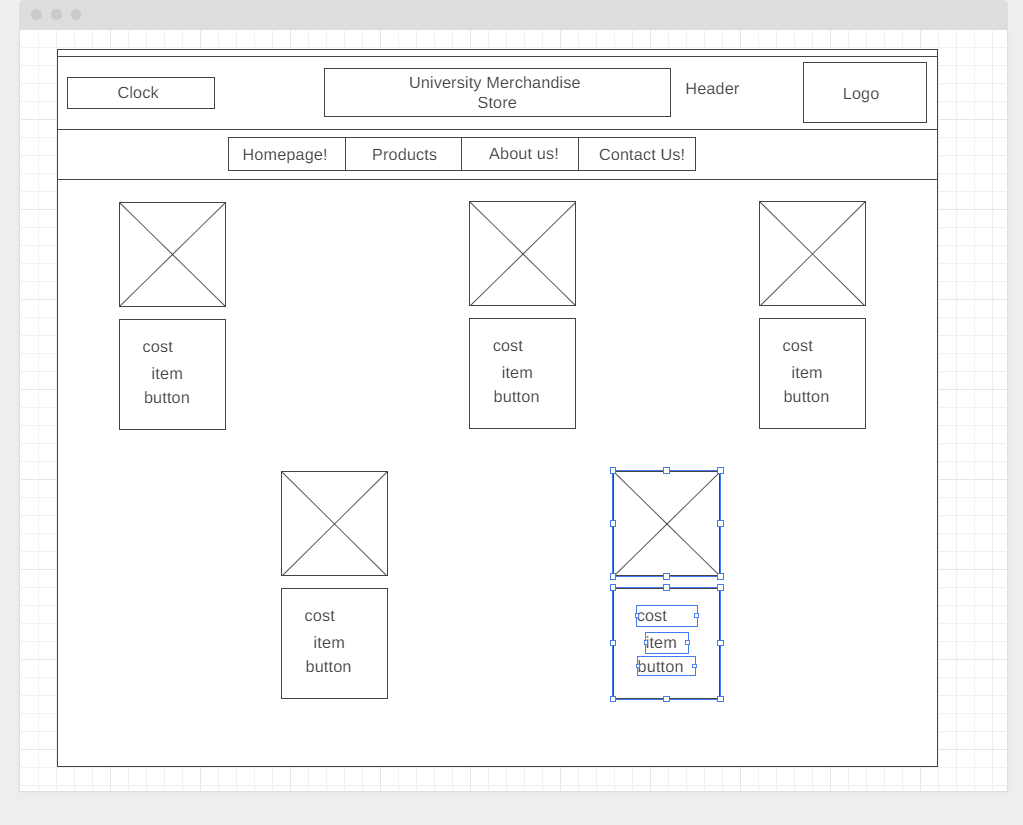 Clock
University Merchandise
Store
Header
Logo
Homepage!
Products
About us!
Contact Us!
cost
item
button
cost
item
button
cost
item
button
cost
item
button
cost
item
button